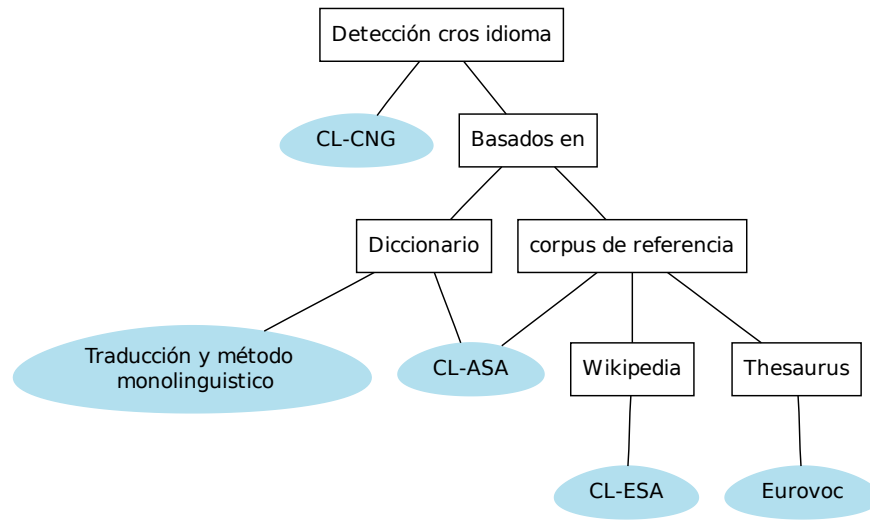 Detección cros idioma
CL-CNG
Basados en
Diccionario
corpus de referencia
Traducción y método
monolinguistico
CL-ASA
Wikipedia
Thesaurus
CL-ESA
Eurovoc